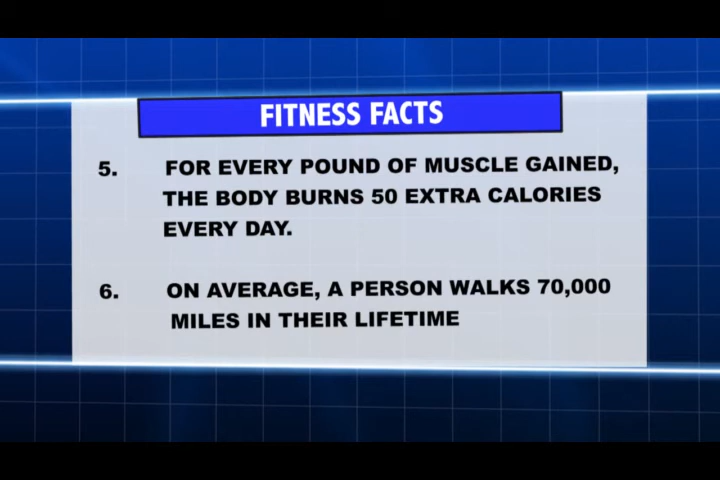 FITNESS FACTS
5. FOR EVERY POUND OF MUSCLE GAINED,
THE BODY BURNS 50 EXTRA CALORIES
EVERY DAY.
6. ON AVERAGE, A PERSON WALKS 70,000
MILES IN THEIR LIFETIME